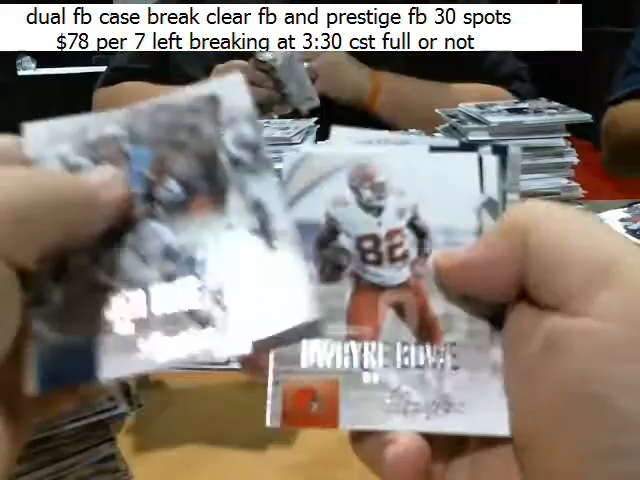 dual fb case break clear fb and prestige fb 30 spots
$78 per 7 left breaking at 3:30 cst full or not
82
DWAYNE BOWE